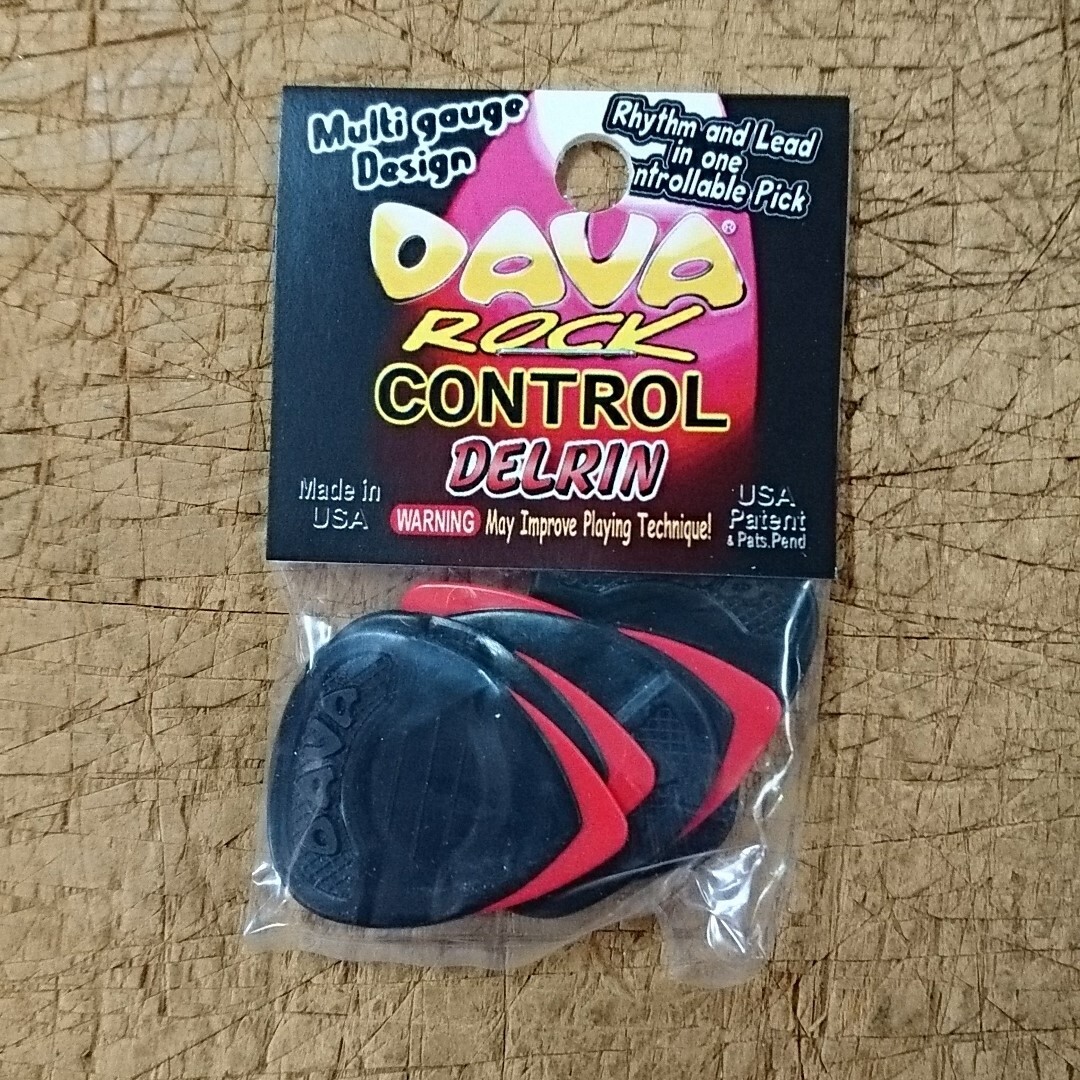 Multi gauge
Design
Rhythm and Lead
in one
ntrollable Pick
DAVA®
ROCK
CONTROL
DELRIN
Made in
USA
WARNING May Improve Playing Technique!
USA
Patent
& Pats.Pend
DAVA